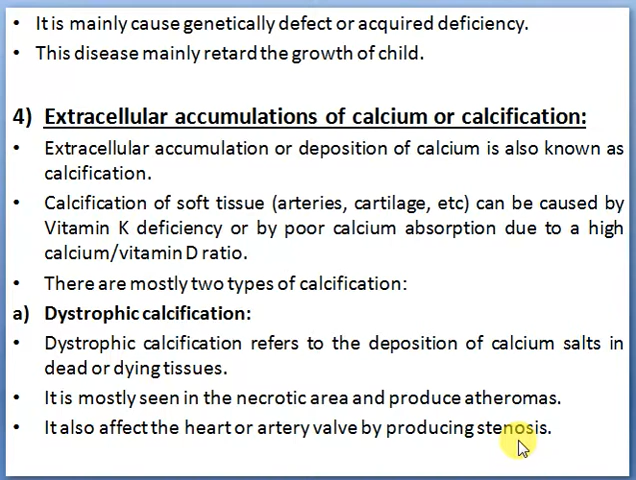 • It is mainly cause genetically defect or acquired deficiency.
• This disease mainly retard the growth of child.
4) Extracellular accumulations of calcium or calcification:
• Extracellular accumulation or deposition of calcium is also known as
calcification.
• Calcification of soft tissue (arteries, cartilage, etc) can be caused by
Vitamin K deficiency or by poor calcium absorption due to a high
calcium/vitamin D ratio.
• There are mostly two types of calcification:
a) Dystrophic calcification:
• Dystrophic calcification refers to the deposition of calcium salts in
dead or dying tissues.
• It is mostly seen in the necrotic area and produce atheromas.
• It also affect the heart or artery valve by producing stenosis.